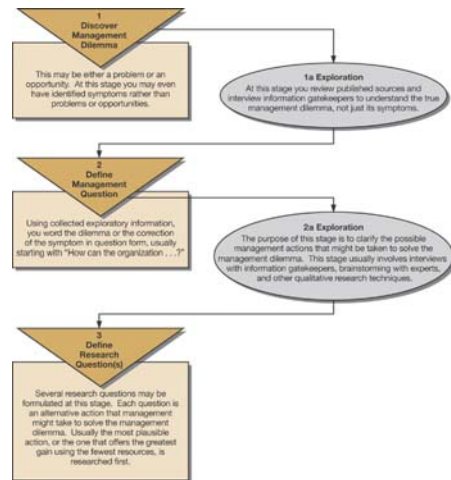 1
Discover
Management
Dilemma
This may be either a problem or an
opportunity. At this stage you may even
have identified symptoms rather than
problems or opportunities.
1a Exploration
At this stage you review published sources and
interview information gatekeepers to understand the true
management dilemma, not just its symptoms.
2
Define
Management
Question
Using collected exploratory information,
you word the dilemma or the correction
of the symptom in question form, usually
starting with “How can the organization . . .?”
2a Exploration
The purpose of this stage is to clarify the possible
management actions that might be taken to solve the
management dilemma. This stage usually involves interviews
with information gatekeepers, brainstorming with experts,
and other qualitative research techniques.
3
Define
Research
Question(s)
Several research questions may be
formulated at this stage. Each question is
an alternative action that management
might take to solve the management
dilemma. Usually the most plausible
action, or the one that offers the greatest
gain using the fewest resources, is
researched first.